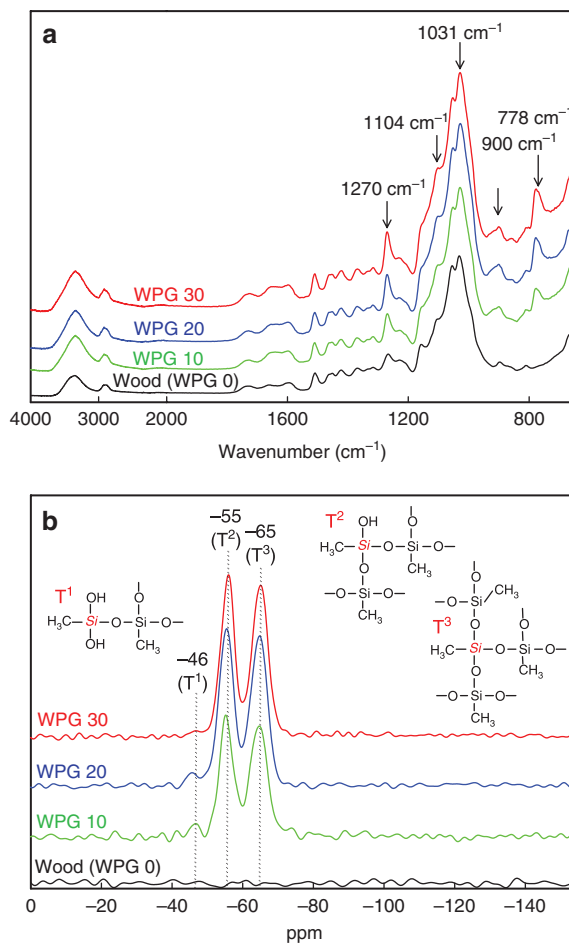 a
1031 cm⁻¹
1104 cm⁻¹
778 cm⁻¹
900 cm⁻¹
1270 cm⁻¹
WPG 30
WPG 20
WPG 10
Wood (WPG 0)
4000 3000 2000 1600 1200 800
Wavenumber (cm⁻¹)
b
–55
(T²)
–65
(T³)
–46
(T¹)
T¹
OH O
H₃C Si O Si O
OH CH₃
T²
OH O
H₃C Si O Si O
O CH₃
O Si O
CH₃
T³
O
O Si CH₃
O O
H₃C Si O Si O
O CH₃
O Si O
CH₃
WPG 30
WPG 20
WPG 10
Wood (WPG 0)
0 –20 –40 –60 –80 –100 –120 –140
ppm